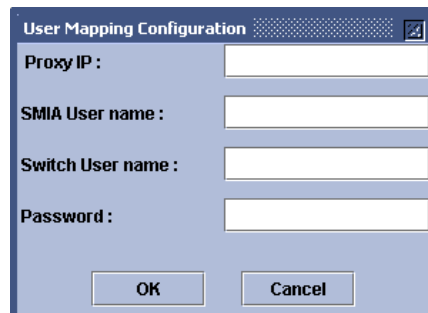 User Mapping Configuration
Proxy IP :
SMIA User name :
Switch User name :
Password :
OK Cancel